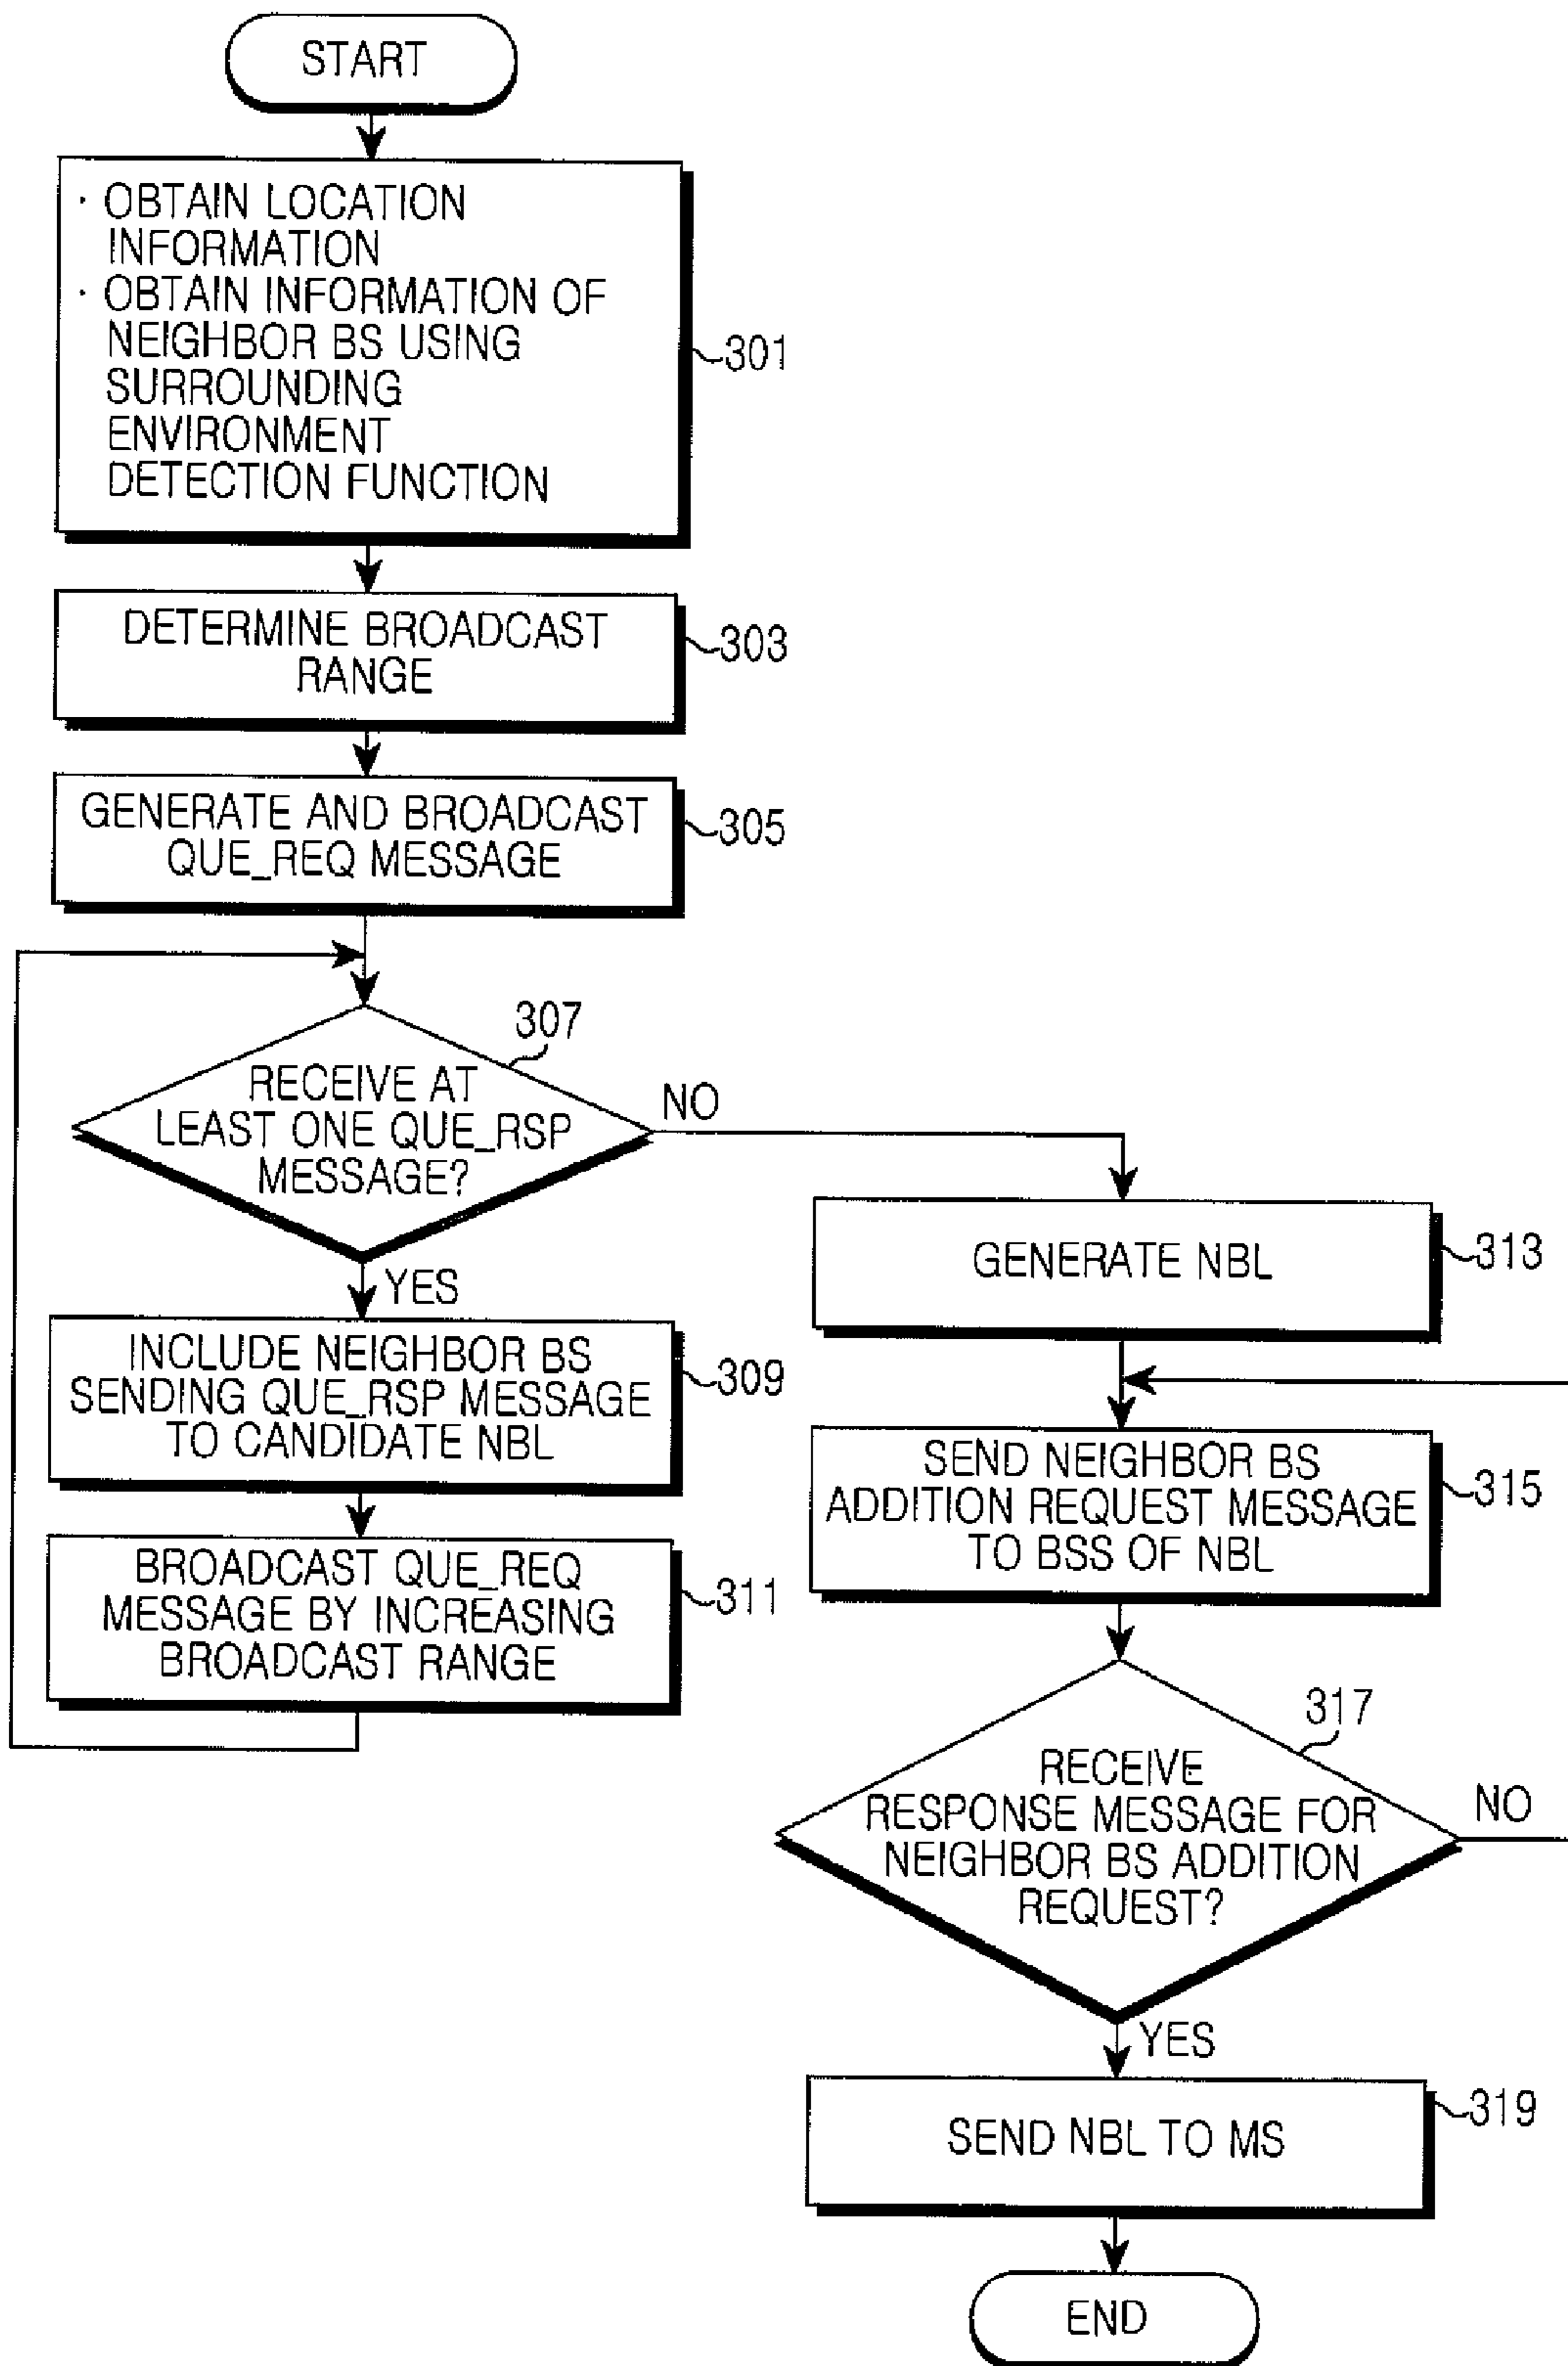 START
· OBTAIN LOCATION
INFORMATION
· OBTAIN INFORMATION OF
NEIGHBOR BS USING
SURROUNDING
ENVIRONMENT
DETECTION FUNCTION
301
DETERMINE BROADCAST
RANGE
303
GENERATE AND BROADCAST
QUE_REQ MESSAGE
305
307
RECEIVE AT
LEAST ONE QUE_RSP
MESSAGE?
NO
YES
INCLUDE NEIGHBOR BS
SENDING QUE_RSP MESSAGE
TO CANDIDATE NBL
309
BROADCAST QUE_REQ
MESSAGE BY INCREASING
BROADCAST RANGE
311
GENERATE NBL
313
SEND NEIGHBOR BS
ADDITION REQUEST MESSAGE
TO BSS OF NBL
315
317
RECEIVE
RESPONSE MESSAGE FOR
NEIGHBOR BS ADDITION
REQUEST?
NO
YES
SEND NBL TO MS
319
END